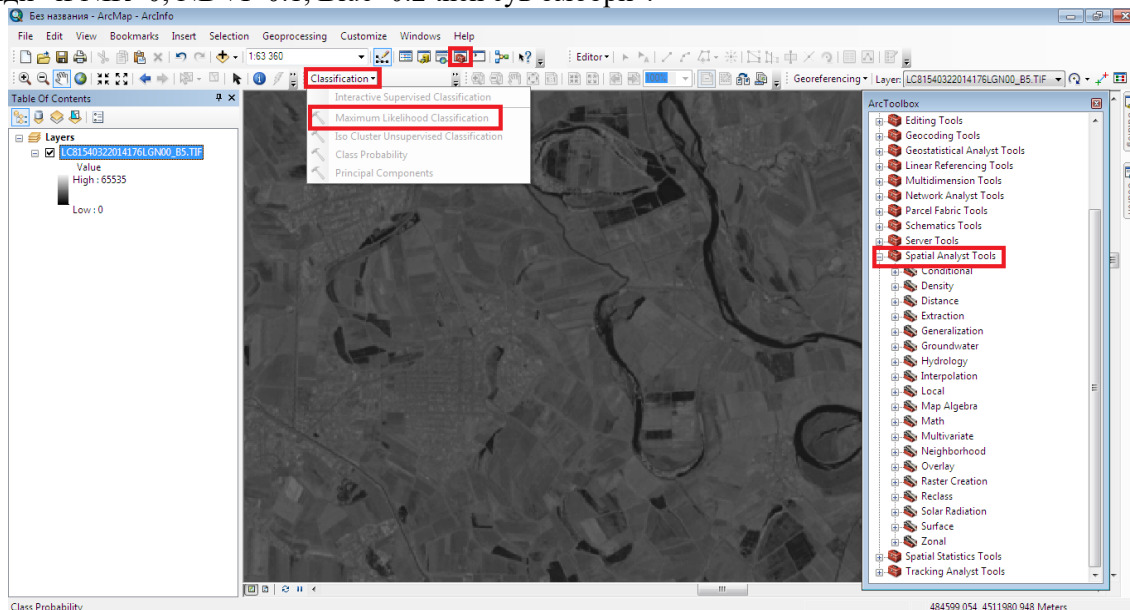 Без названия - ArcMap - ArcInfo
File Edit View Bookmarks Insert Selection Geoprocessing Customize Windows Help
1:63 360
Editor
Classification
100%
Georeferencing Layer: LC81540322014176LGN00_B5.TIF
Table Of Contents
Layers
LC81540322014176LGN00_B5.TIF
Value
High : 65535
Low : 0
Interactive Supervised Classification
Maximum Likelihood Classification
Iso Cluster Unsupervised Classification
Class Probability
Principal Components
ArcToolbox
Editing Tools
Geocoding Tools
Geostatistical Analyst Tools
Linear Referencing Tools
Multidimension Tools
Network Analyst Tools
Parcel Fabric Tools
Schematics Tools
Server Tools
Spatial Analyst Tools
Conditional
Density
Distance
Extraction
Generalization
Groundwater
Hydrology
Interpolation
Local
Map Algebra
Math
Multivariate
Neighborhood
Overlay
Raster Creation
Reclass
Solar Radiation
Surface
Zonal
Spatial Statistics Tools
Tracking Analyst Tools
Class Probability
484599,054 4511980,948 Meters